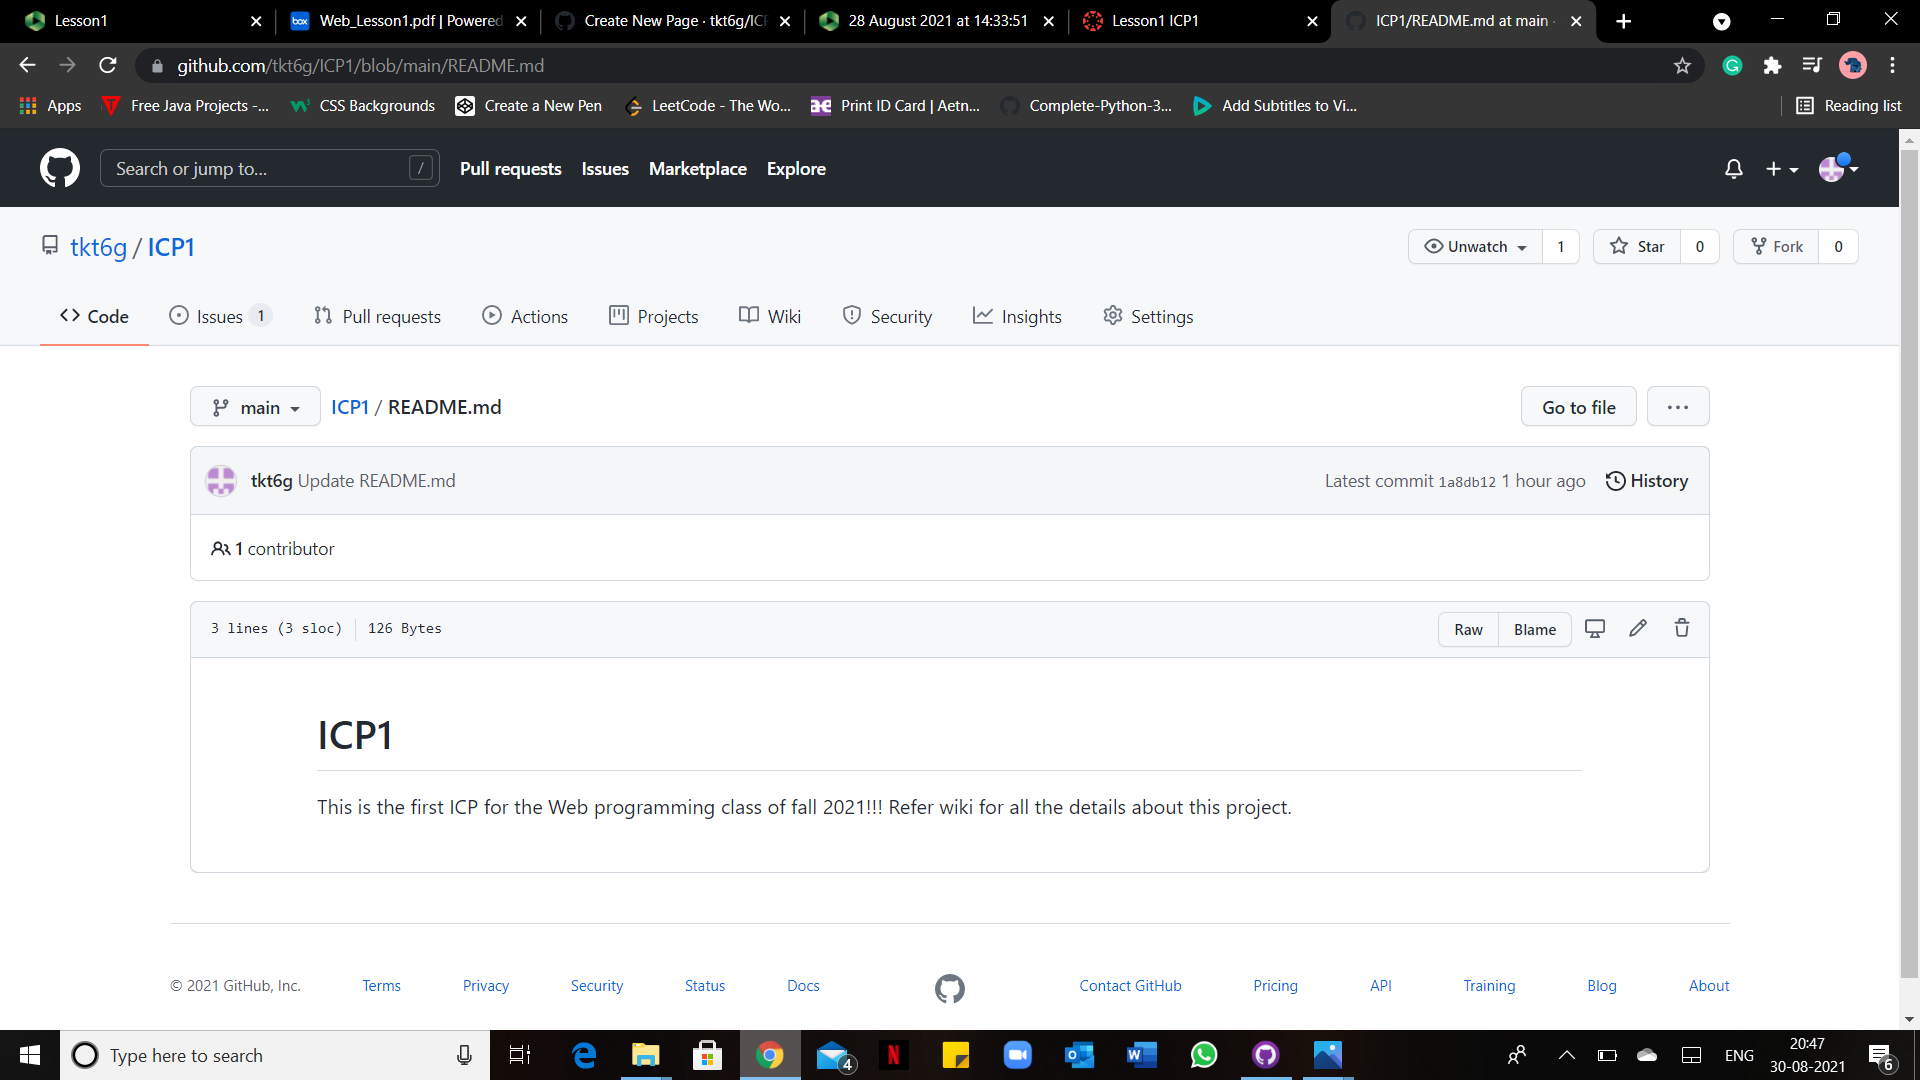 Lesson1
box Web_Lesson1.pdf | Powered
Create New Page · tkt6g/ICP
28 August 2021 at 14:33:51
Lesson1 ICP1
ICP1/README.md at main ·
github.com/tkt6g/ICP1/blob/main/README.md
Apps
Free Java Projects -...
CSS Backgrounds
Create a New Pen
LeetCode - The Wo...
Print ID Card | Aetn...
Complete-Python-3...
Add Subtitles to Vi...
Reading list
Search or jump to... /
Pull requests
Issues
Marketplace
Explore
tkt6g / ICP1
Unwatch 1
Star 0
Fork 0
Code
Issues 1
Pull requests
Actions
Projects
Wiki
Security
Insights
Settings
main
ICP1 / README.md
Go to file
...
tkt6g Update README.md
Latest commit 1a8db12 1 hour ago
History
1 contributor
3 lines (3 sloc)
126 Bytes
Raw
Blame
ICP1
This is the first ICP for the Web programming class of fall 2021!!! Refer wiki for all the details about this project.
© 2021 GitHub, Inc.
Terms
Privacy
Security
Status
Docs
Contact GitHub
Pricing
API
Training
Blog
About
Type here to search
4
N
ENG
20:47
30-08-2021
6